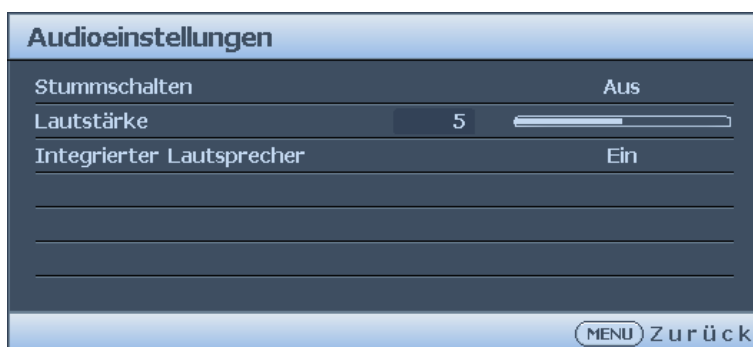 Audioeinstellungen
Stummschalten Aus
Lautstärke 5
Integrierter Lautsprecher Ein
MENU Zurück